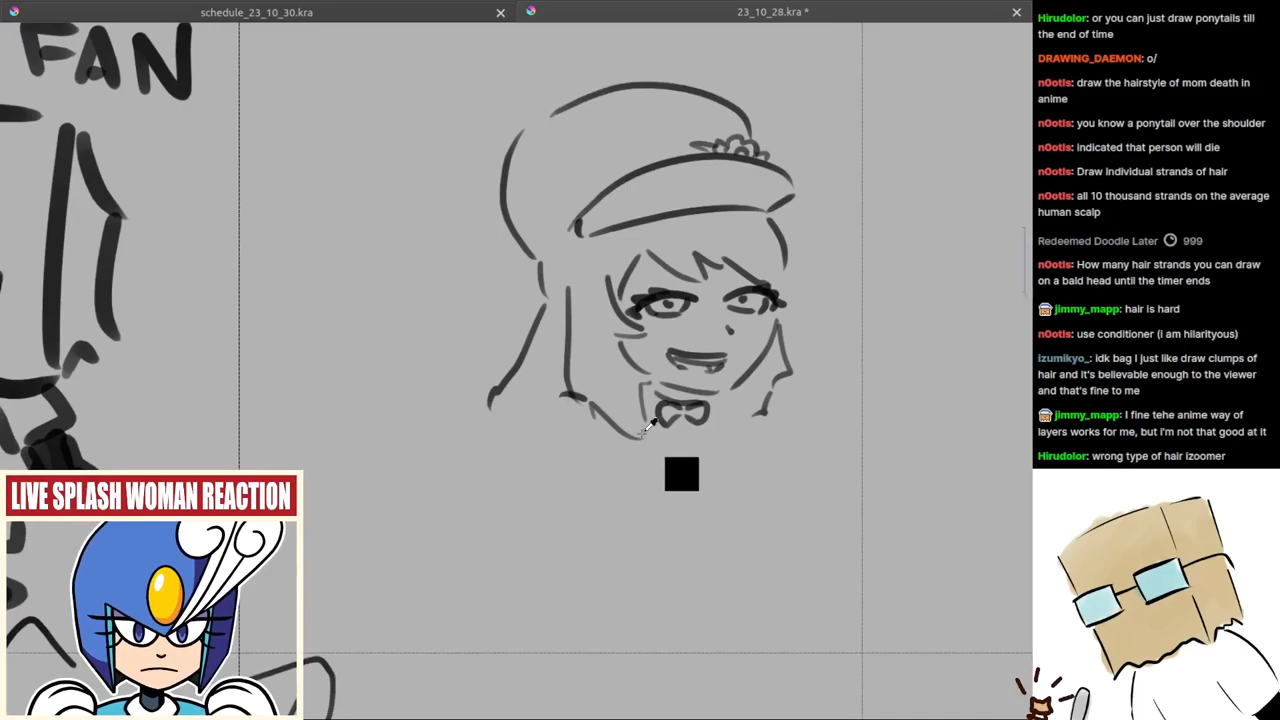 schedule_23_10_30.kra
23_10_28.kra *
FAN
Hirudolor: or you can just draw ponytails till
the end of time
DRAWING_DAEMON: o/
n0otls: draw the hairstyle of mom death in
anime
n0otls: you know a ponytail over the shoulder
n0otls: indicated that person will die
n0otls: Draw individual strands of hair
n0otls: all 10 thousand strands on the average
human scalp
Redeemed Doodle Later 999
n0otls: How many hair strands you can draw
on a bald head until the timer ends
jimmy_mapp: hair is hard
n0otls: use conditioner (i am hilarityous)
izumikyo_: idk bag I just like draw clumps of
hair and it's believable enough to the viewer
and that's fine to me
jimmy_mapp: I fine tehe anime way of
layers works for me, but i'm not that good at it
Hirudolor: wrong type of hair izoomer
LIVE SPLASH WOMAN REACTION